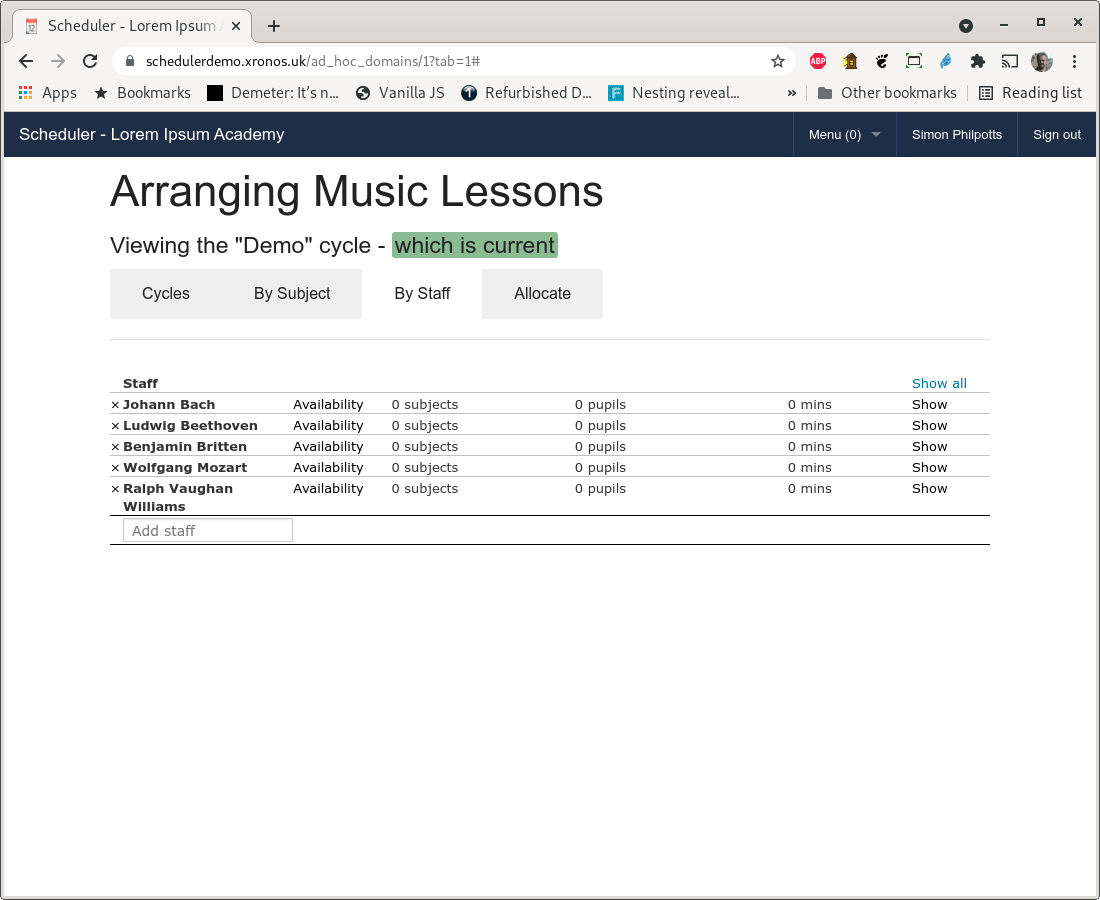 Scheduler - Lorem Ipsum
schedulerdemo.xronos.uk/ad_hoc_domains/1?tab=1#
ABP
Apps Bookmarks Demeter: It's n... Vanilla JS Refurbished D... Nesting reveal... » Other bookmarks Reading list
Scheduler - Lorem Ipsum Academy Menu (0) Simon Philpotts Sign out
Arranging Music Lessons
Viewing the "Demo" cycle - which is current
Cycles By Subject By Staff Allocate
Staff Show all
× Johann Bach Availability 0 subjects 0 pupils 0 mins Show
× Ludwig Beethoven Availability 0 subjects 0 pupils 0 mins Show
× Benjamin Britten Availability 0 subjects 0 pupils 0 mins Show
× Wolfgang Mozart Availability 0 subjects 0 pupils 0 mins Show
× Ralph Vaughan Availability 0 subjects 0 pupils 0 mins Show
Williams
Add staff